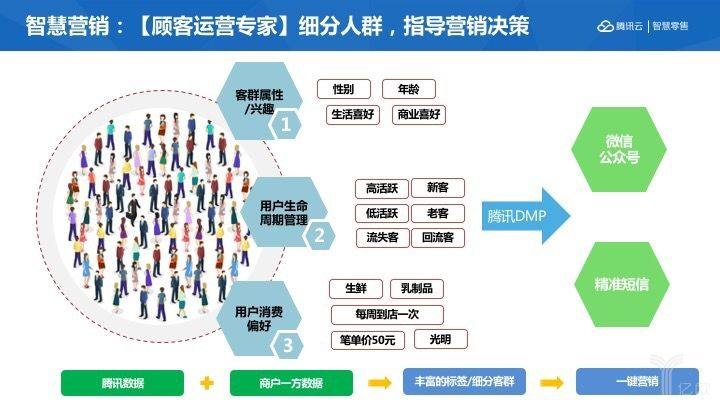 智慧营销：【顾客运营专家】细分人群，指导营销决策
腾讯云 | 智慧零售
客群属性
/兴趣
1
性别
年龄
生活喜好
商业喜好
用户生命
周期管理
2
高活跃
新客
低活跃
老客
流失客
回流客
用户消费
偏好
3
生鲜
乳制品
每周到店一次
笔单价50元
光明
腾讯DMP
微信
公众号
精准短信
腾讯数据
商户一方数据
丰富的标签/细分客群
一键营销
亿欧